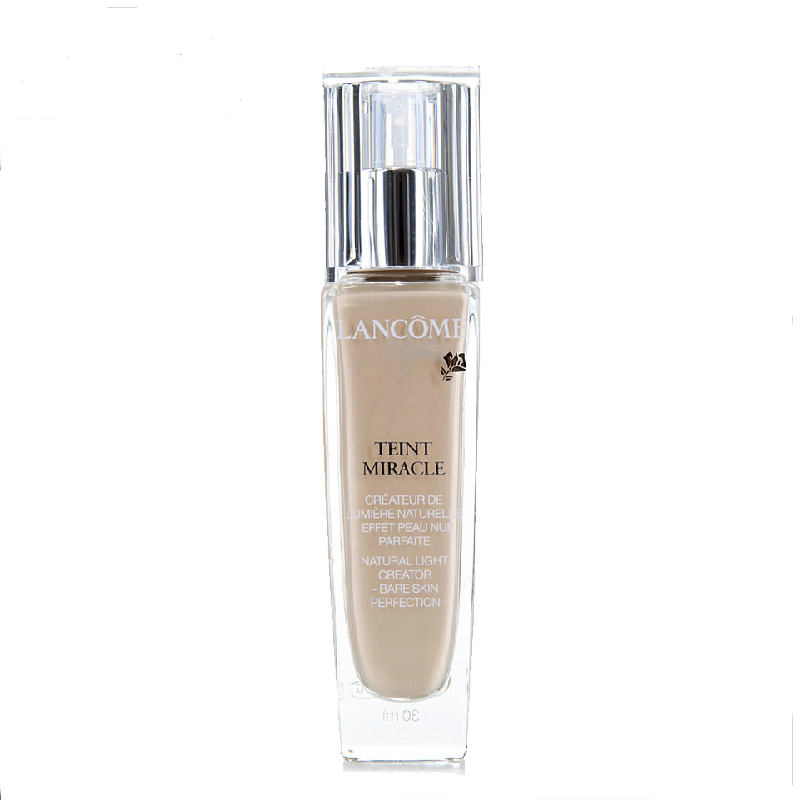 LANCÔME
TEINT
MIRACLE
CRÉATEUR DE
LUMIÈRE NATURELLE
- EFFET PEAU NUE
PARFAITE
NATURAL LIGHT
CREATOR
- BARE SKIN
PERFECTION
30 ml